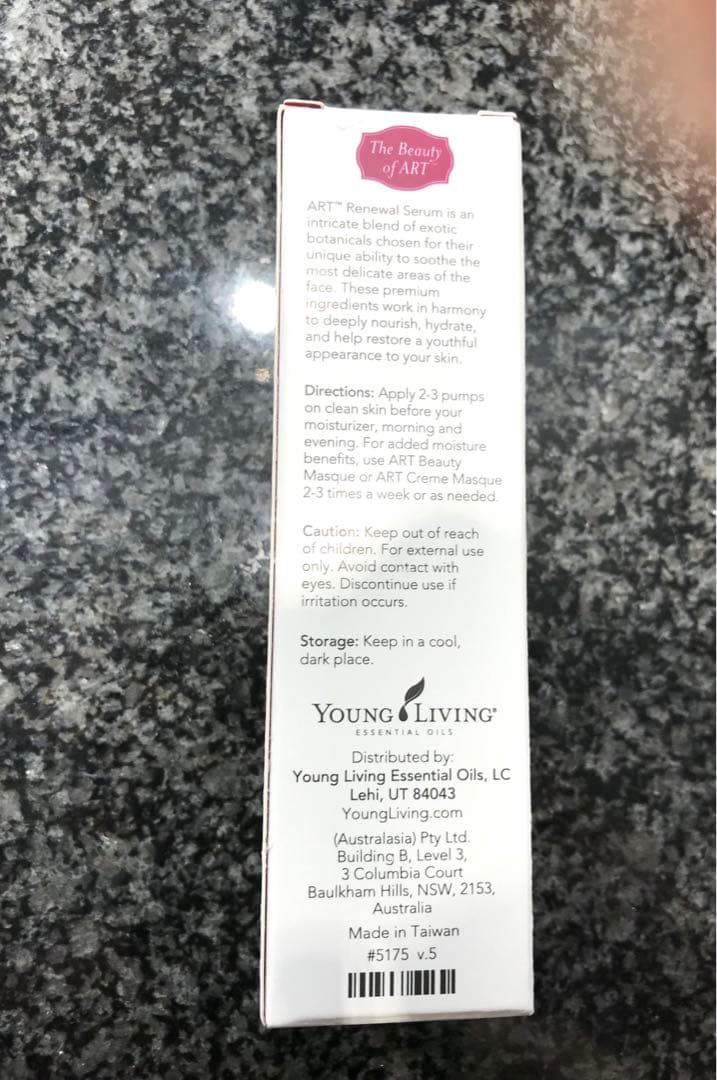 The Beauty
of ART
ART™ Renewal Serum is an
intricate blend of exotic
botanicals chosen for their
unique ability to soothe the
most delicate areas of the
face. These premium
ingredients work in harmony
to deeply nourish, hydrate,
and help restore a youthful
appearance to your skin.
Directions: Apply 2-3 pumps
on clean skin before your
moisturizer, morning and
evening. For added moisture
benefits, use ART Beauty
Masque or ART Creme Masque
2-3 times a week or as needed.
Caution: Keep out of reach
of children. For external use
only. Avoid contact with
eyes. Discontinue use if
irritation occurs.
Storage: Keep in a cool,
dark place.
YOUNG LIVING®
ESSENTIAL OILS
Distributed by:
Young Living Essential Oils, LC
Lehi, UT 84043
YoungLiving.com
(Australasia) Pty Ltd.
Building B, Level 3,
3 Columbia Court
Baulkham Hills, NSW, 2153,
Australia
Made in Taiwan
#5175 v.5